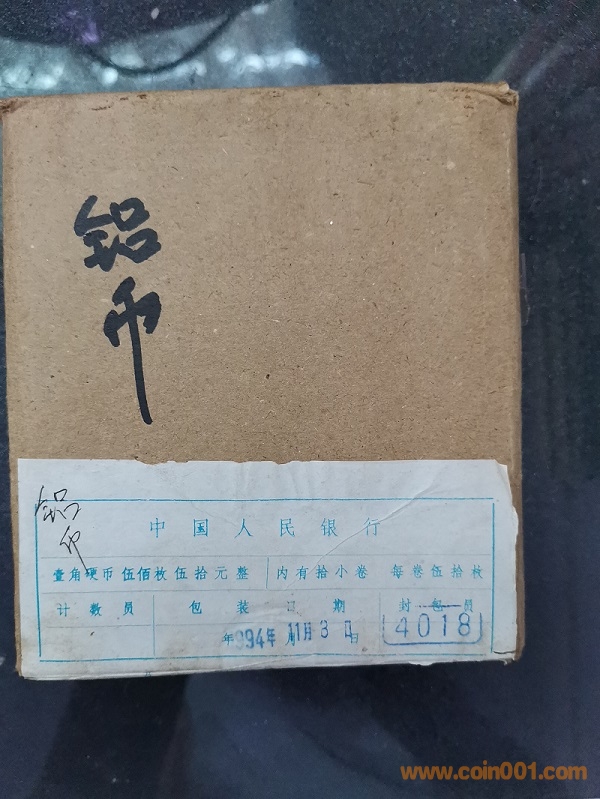 铝
币
铝
币
中国人民银行
壹角硬币伍佰枚伍拾元整 内有拾小卷 每卷伍拾枚
计数员 包装日期 封包员
年 994年 11月 3日 日 4018
www.coin001.com